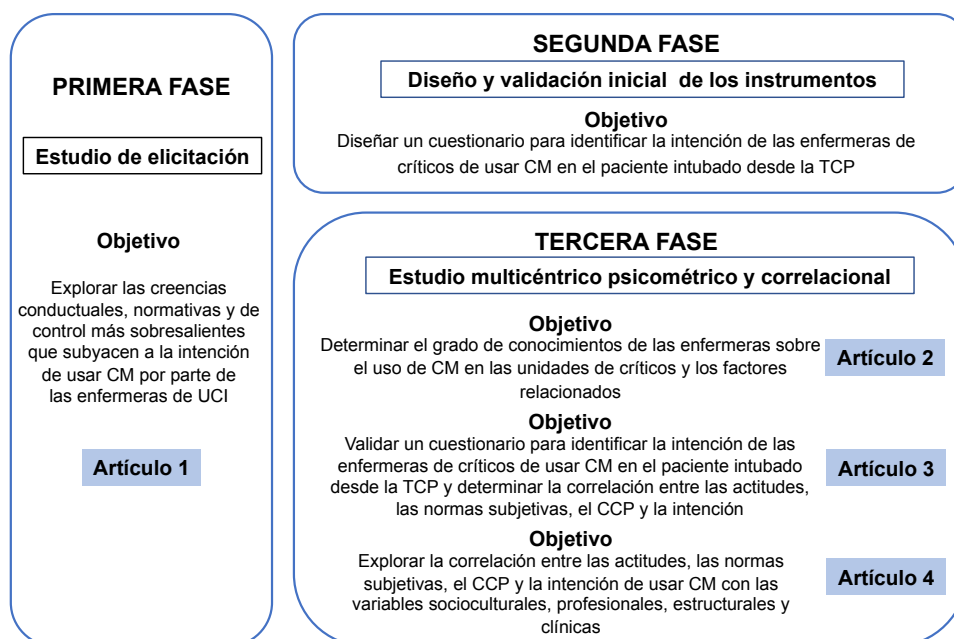 PRIMERA FASE
Estudio de elicitación
Objetivo
Explorar las creencias
conductuales, normativas y de
control más sobresalientes
que subyacen a la intención
de usar CM por parte de
las enfermeras de UCI
Artículo 1
SEGUNDA FASE
Diseño y validación inicial de los instrumentos
Objetivo
Diseñar un cuestionario para identificar la intención de las enfermeras de
críticos de usar CM en el paciente intubado desde la TCP
TERCERA FASE
Estudio multicéntrico psicométrico y correlacional
Objetivo
Determinar el grado de conocimientos de las enfermeras sobre
el uso de CM en las unidades de críticos y los factores
relacionados
Artículo 2
Objetivo
Validar un cuestionario para identificar la intención de las
enfermeras de críticos de usar CM en el paciente intubado
desde la TCP y determinar la correlación entre las actitudes,
las normas subjetivas, el CCP y la intención
Artículo 3
Objetivo
Explorar la correlación entre las actitudes, las normas
subjetivas, el CCP y la intención de usar CM con las
variables socioculturales, profesionales, estructurales y
clínicas
Artículo 4